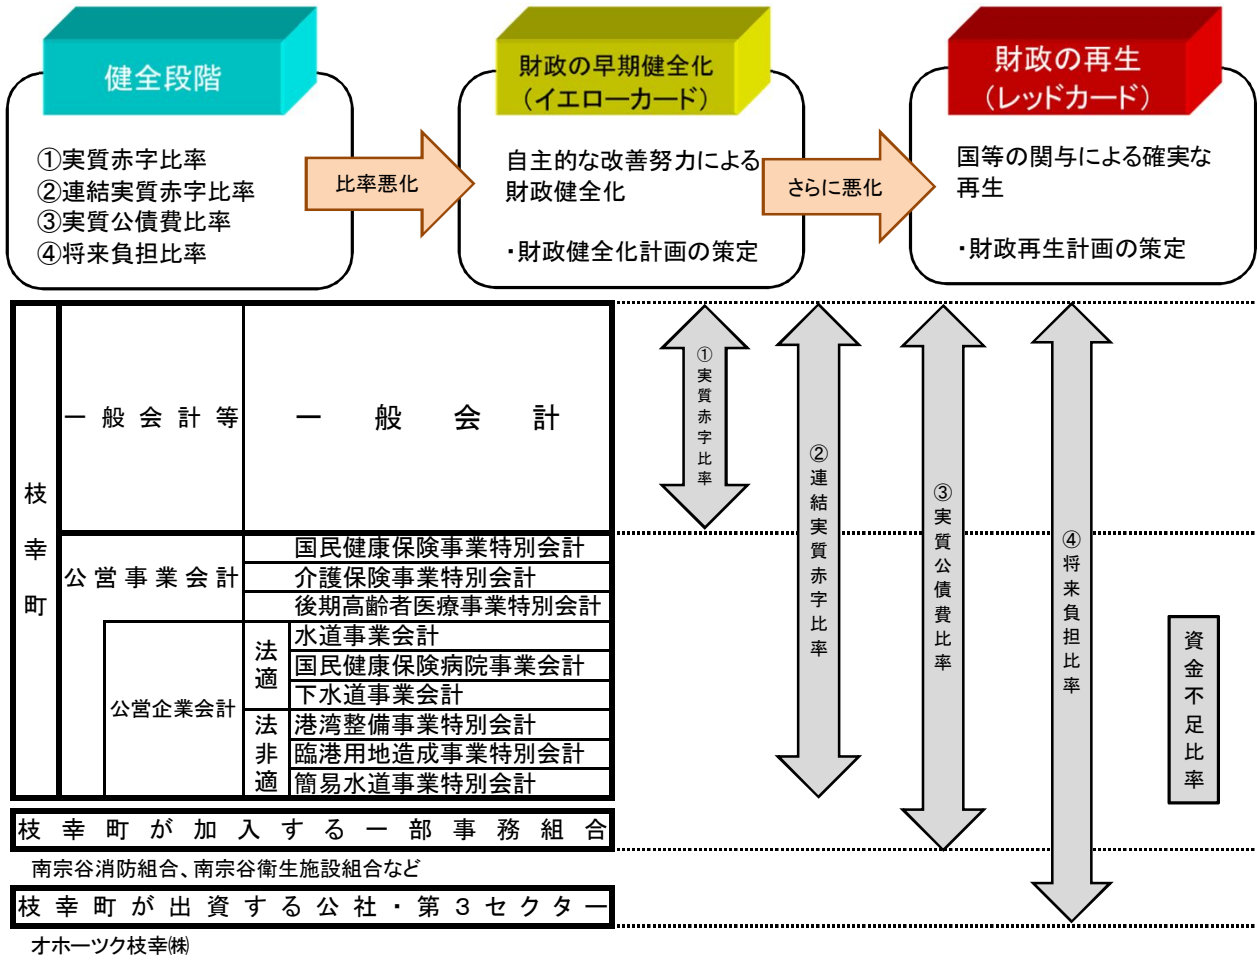 健全段階
①実質赤字比率
②連結実質赤字比率
③実質公債費比率
④将来負担比率
比率悪化
財政の早期健全化
（イエローカード）
自主的な改善努力による
財政健全化
・財政健全化計画の策定
さらに悪化
財政の再生
（レッドカード）
国等の関与による確実な
再生
・財政再生計画の策定
枝幸町
一般会計等
一般会計
公営事業会計
国民健康保険事業特別会計
介護保険事業特別会計
後期高齢者医療事業特別会計
公営企業会計
法適
水道事業会計
国民健康保険病院事業会計
下水道事業会計
法非適
港湾整備事業特別会計
臨港用地造成事業特別会計
簡易水道事業特別会計
①実質赤字比率
②連結実質赤字比率
③実質公債費比率
④将来負担比率
資金不足比率
枝幸町が加入する一部事務組合
南宗谷消防組合、南宗谷衛生施設組合など
枝幸町が出資する公社・第３セクター
オホーツク枝幸㈱